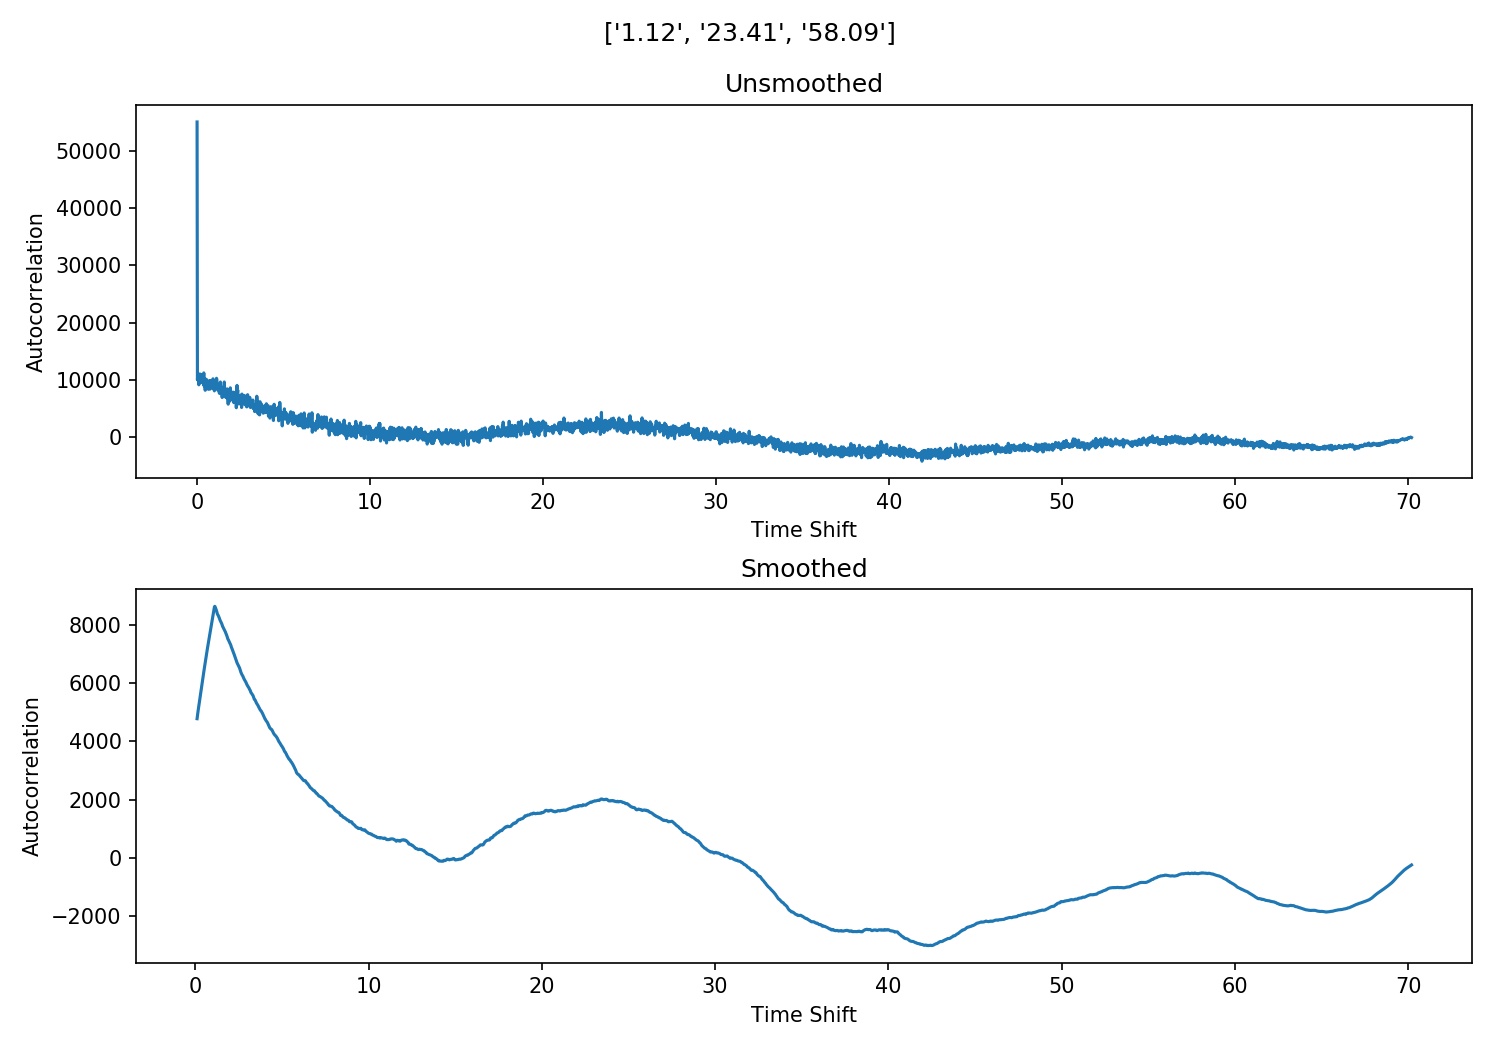 ['1.12', '23.41', '58.09']
Unsmoothed
50000
40000
30000
20000
10000
0
Autocorrelation
0 10 20 30 40 50 60 70
Time Shift
Smoothed
8000
6000
4000
2000
0
−2000
Autocorrelation
0 10 20 30 40 50 60 70
Time Shift